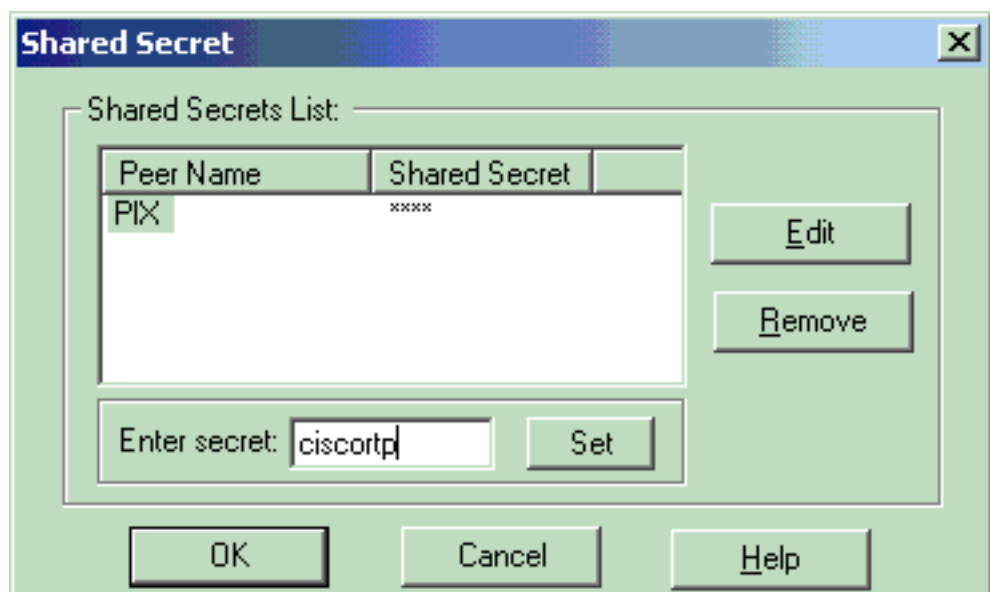 Shared Secret
Shared Secrets List:
Peer Name Shared Secret
PIX ****
Edit
Remove
Enter secret: ciscortp Set
OK Cancel Help